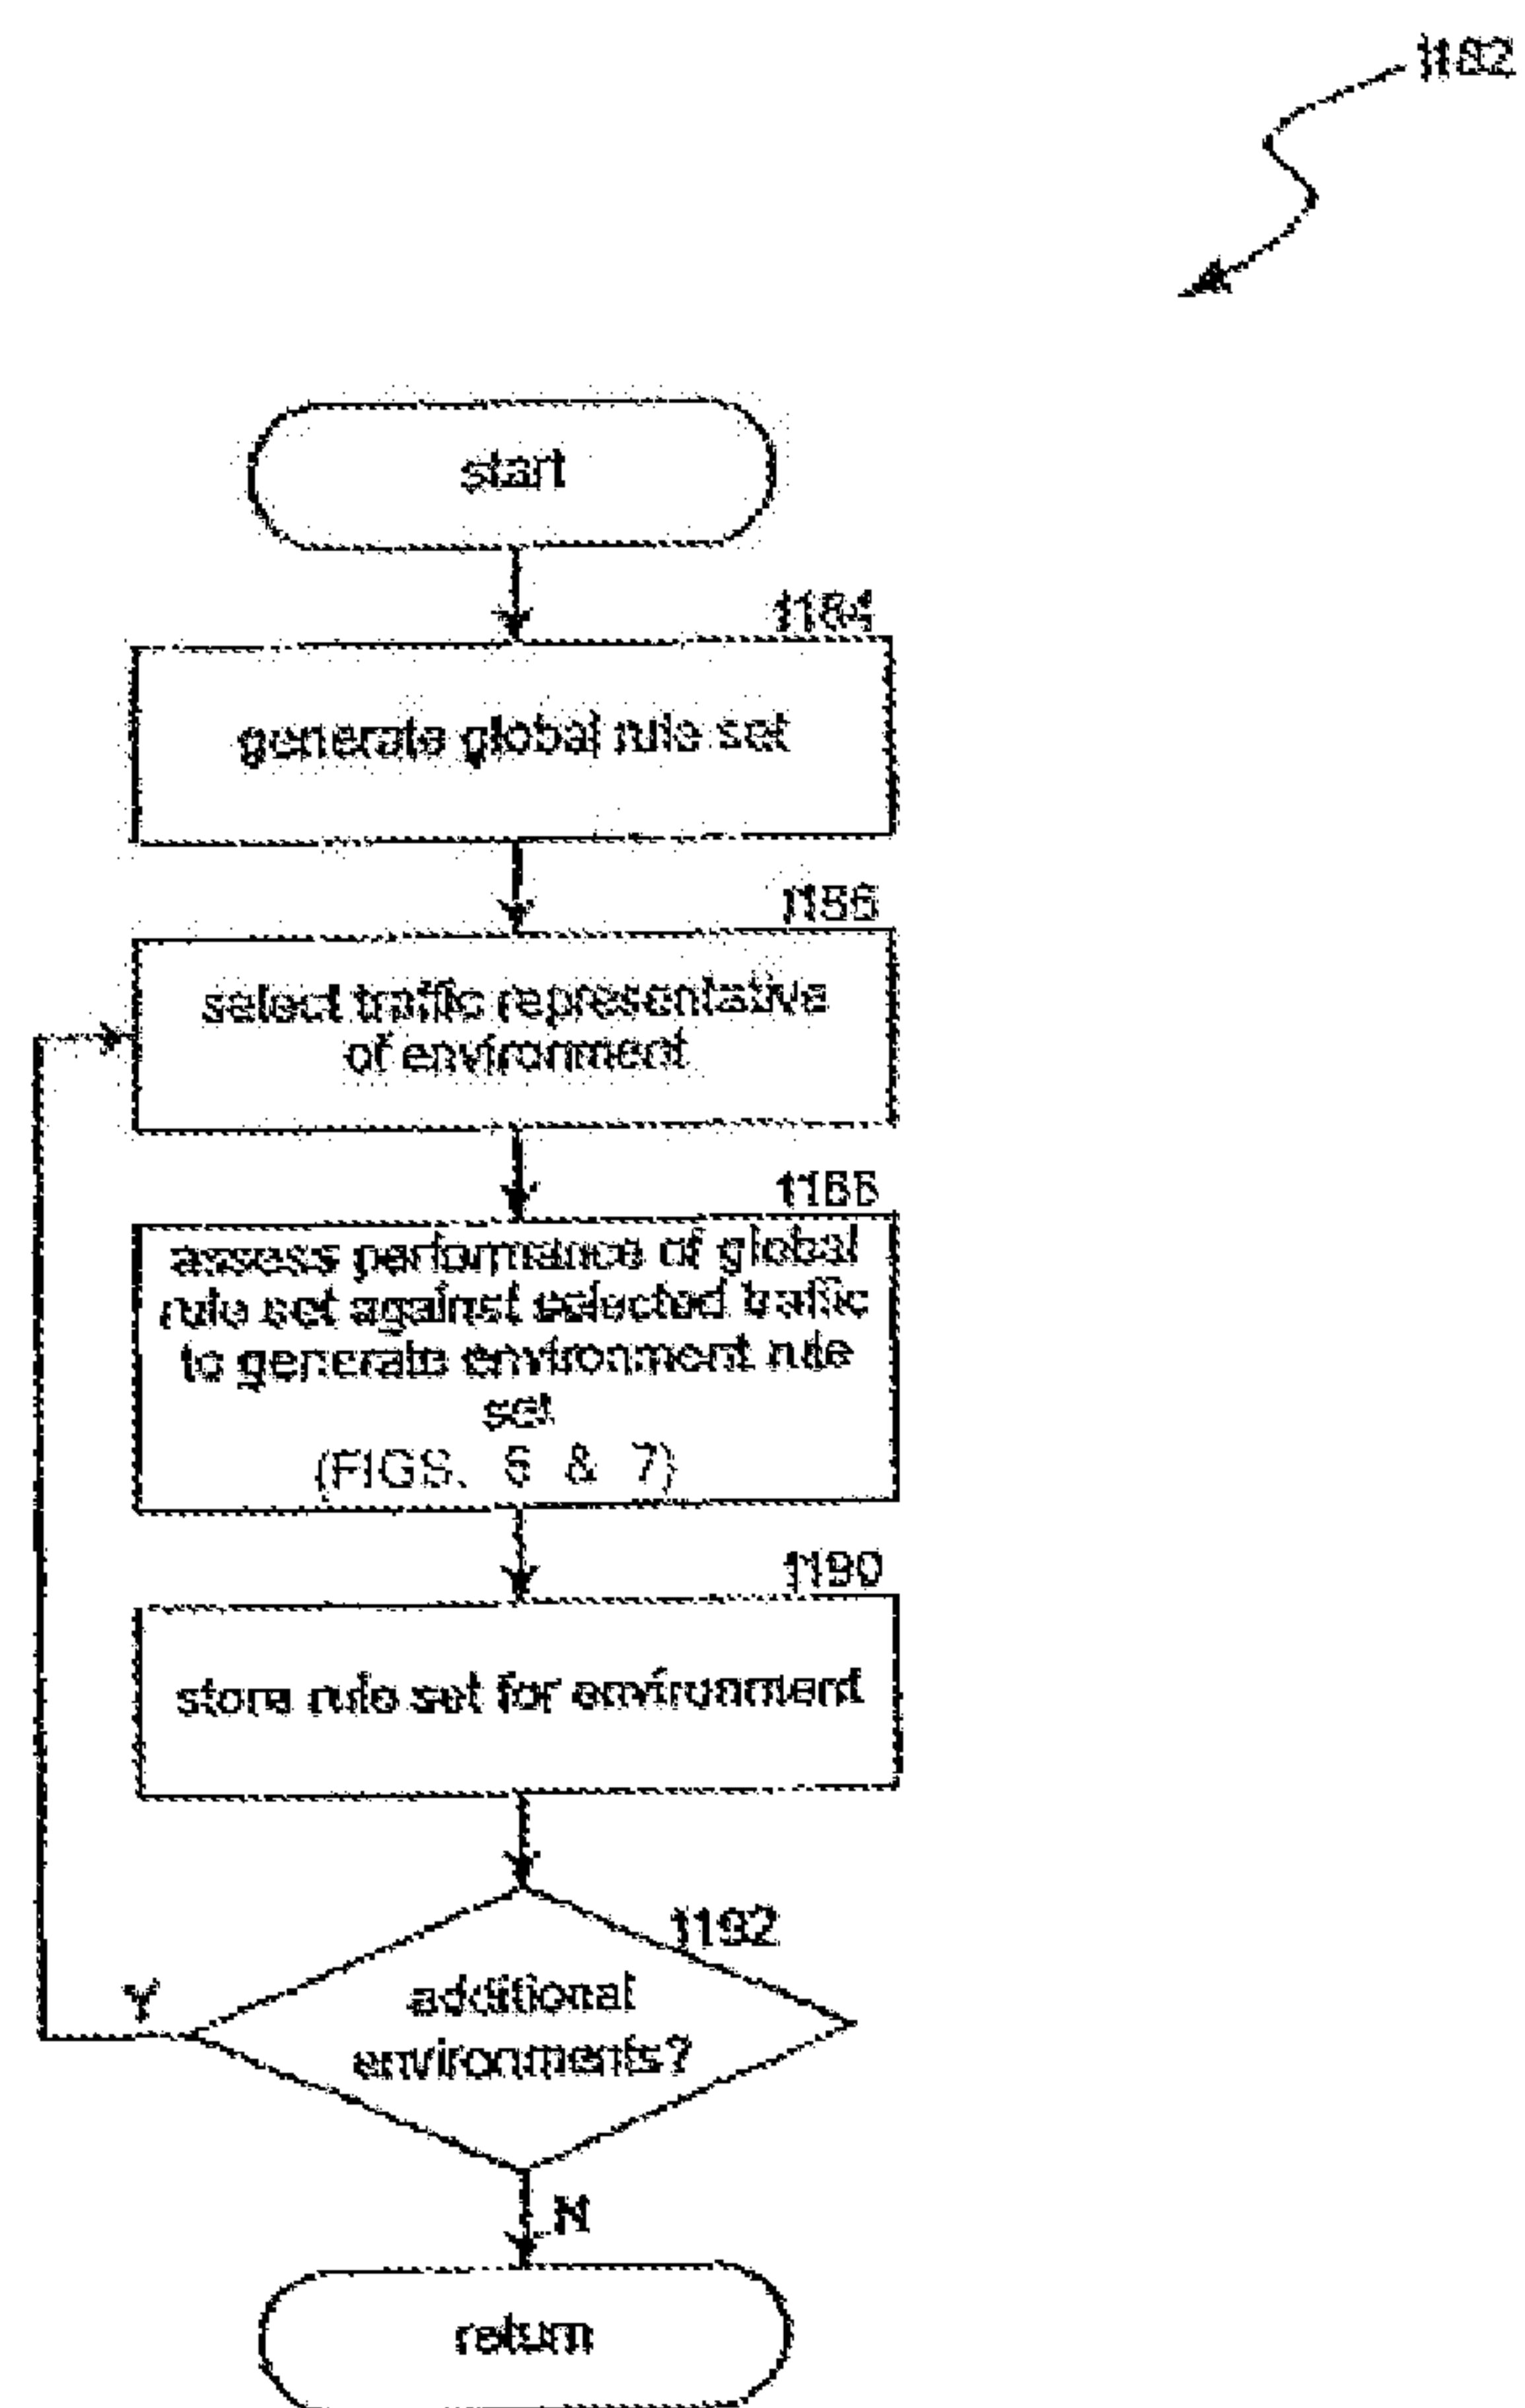 1182
start
1184
generate global rule set
1186
select traffic representative
of environment
1188
assess performance of global
rule set against selected traffic
to generate environment rule
set
(FIGS. 6 & 7)
1190
store rule set for environment
1192
additional
environments?
Y
N
return